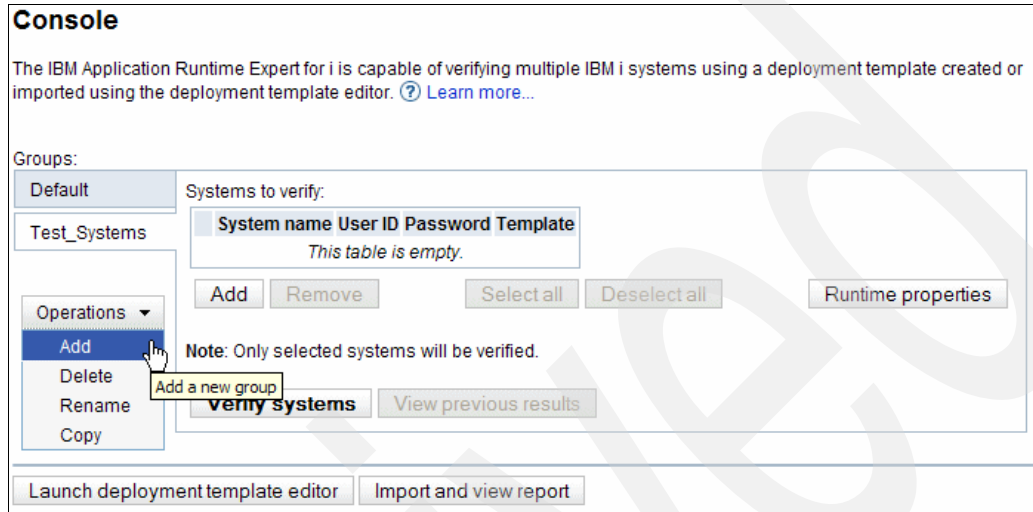 Console
The IBM Application Runtime Expert for i is capable of verifying multiple IBM i systems using a deployment template created or
imported using the deployment template editor. ? Learn more...
Groups:
Default
Test_Systems
Operations
Add
Delete
Rename
Copy
Add a new group
Systems to verify:
System name User ID Password Template
This table is empty.
Add Remove Select all Deselect all Runtime properties
Note: Only selected systems will be verified.
Verify systems View previous results
Launch deployment template editor Import and view report